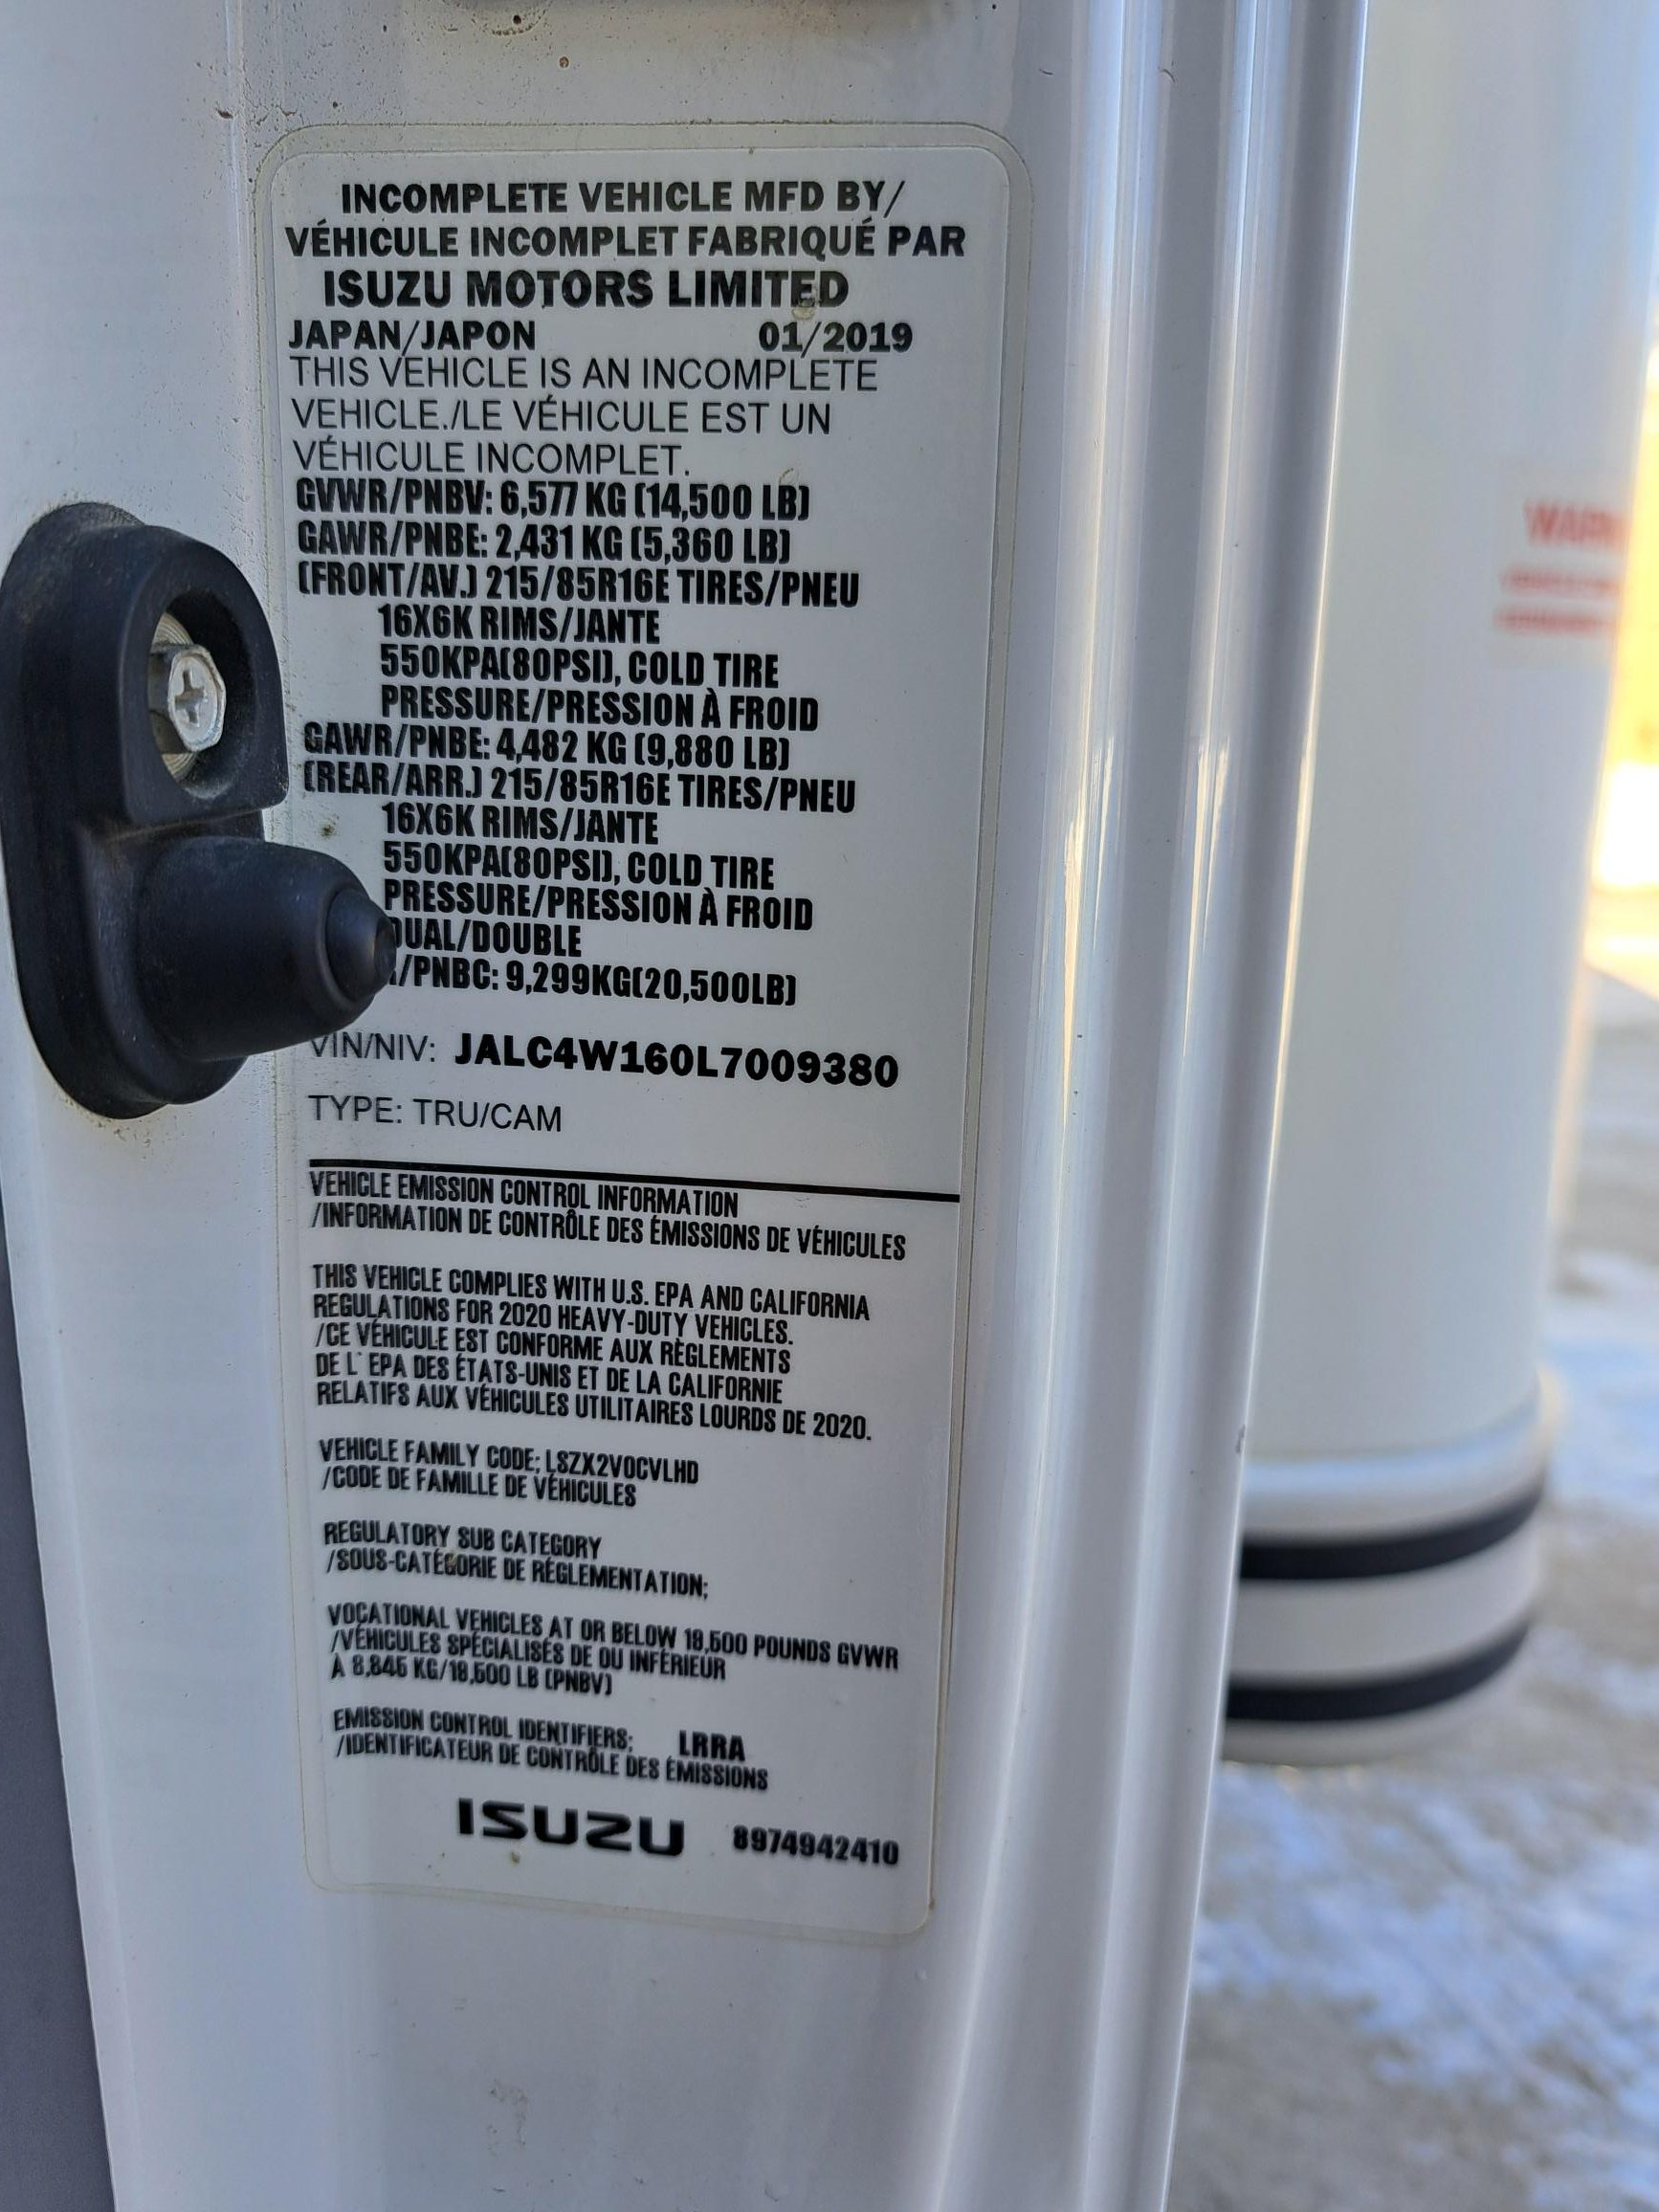 INCOMPLETE VEHICLE MFD BY/
VÉHICULE INCOMPLET FABRIQUÉ PAR
ISUZU MOTORS LIMITED
JAPAN/JAPON 01/2019
THIS VEHICLE IS AN INCOMPLETE
VEHICLE./LE VÉHICULE EST UN
VÉHICULE INCOMPLET.
GVWR/PNBV: 6,577 KG (14,500 LB)
GAWR/PNBE: 2,431 KG (5,360 LB)
(FRONT/AV.) 215/85R16E TIRES/PNEU
16X6K RIMS/JANTE
550KPA(80PSI), COLD TIRE
PRESSURE/PRESSION À FROID
GAWR/PNBE: 4,482 KG (9,880 LB)
(REAR/ARR.) 215/85R16E TIRES/PNEU
16X6K RIMS/JANTE
550KPA(80PSI), COLD TIRE
PRESSURE/PRESSION À FROID
DUAL/DOUBLE
/PNBC: 9,299KG(20,500LB)
VIN/NIV: JALC4W160L7009380
TYPE: TRU/CAM
VEHICLE EMISSION CONTROL INFORMATION
/INFORMATION DE CONTRÔLE DES ÉMISSIONS DE VÉHICULES
THIS VEHICLE COMPLIES WITH U.S. EPA AND CALIFORNIA
REGULATIONS FOR 2020 HEAVY-DUTY VEHICLES.
/CE VÉHICULE EST CONFORME AUX RÈGLEMENTS
DE L' EPA DES ÉTATS-UNIS ET DE LA CALIFORNIE
RELATIFS AUX VÉHICULES UTILITAIRES LOURDS DE 2020.
VEHICLE FAMILY CODE; LSZX2VOCVLHD
/CODE DE FAMILLE DE VÉHICULES
REGULATORY SUB CATEGORY
/SOUS-CATÉGORIE DE RÉGLEMENTATION;
VOCATIONAL VEHICLES AT OR BELOW 19,500 POUNDS GVWR
/VÉHICULES SPÉCIALISÉS DE OU INFÉRIEUR
À 8,845 KG/19,500 LB (PNBV)
EMISSION CONTROL IDENTIFIERS; LRRA
/IDENTIFICATEUR DE CONTRÔLE DES ÉMISSIONS
ISUZU 8974942410